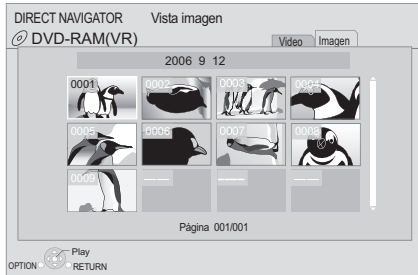 DIRECT NAVIGATOR Vista imagen
DVD-RAM(VR) Video Imagen
2006 9 12
0001 0002 0003 0004
0005 0006 0007 0008
0009 --- --- ---
Página 001/001
Play
OPTION RETURN